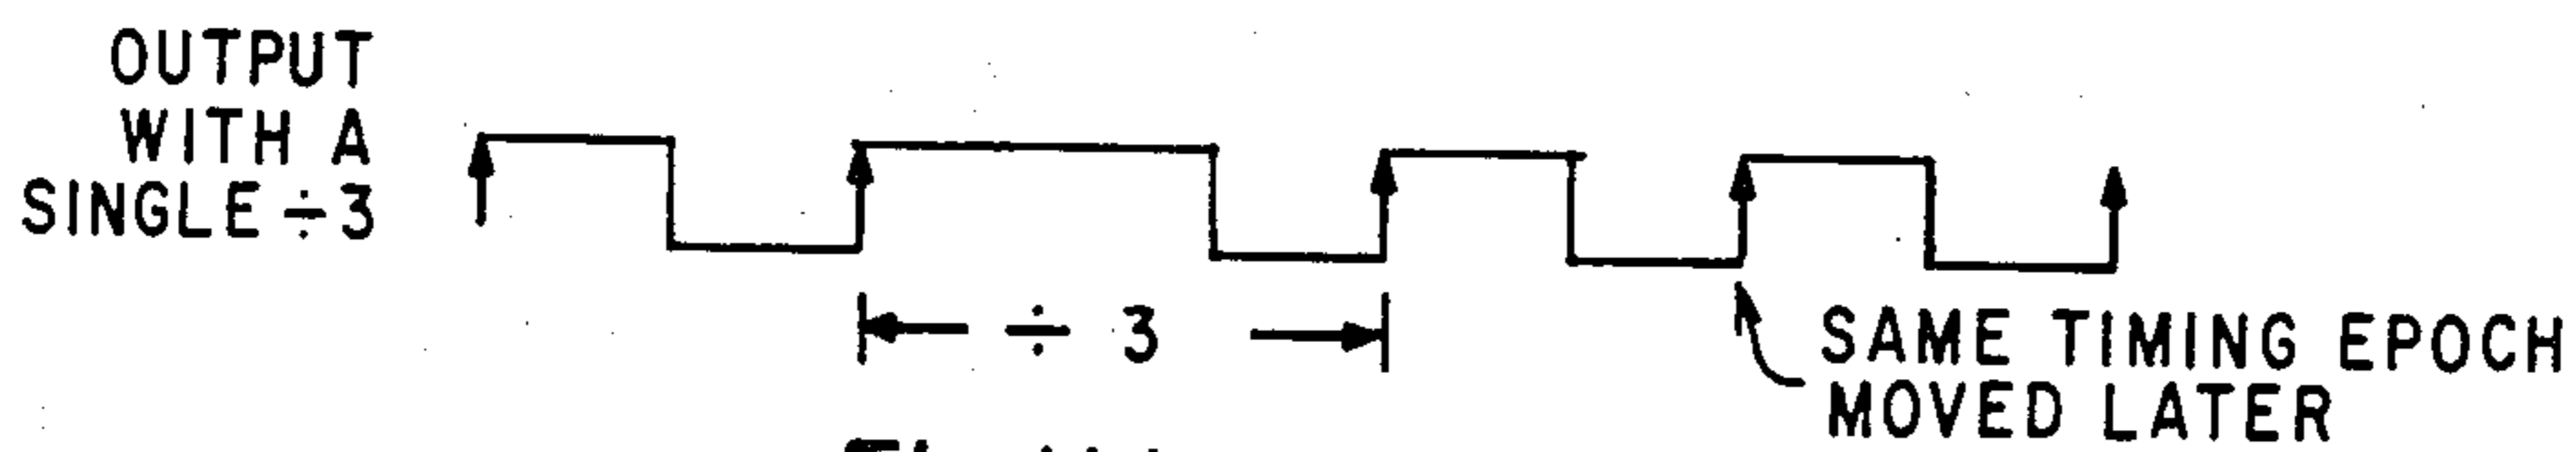 OUTPUT
WITH A
SINGLE ÷3
÷ 3
SAME TIMING EPOCH
MOVED LATER